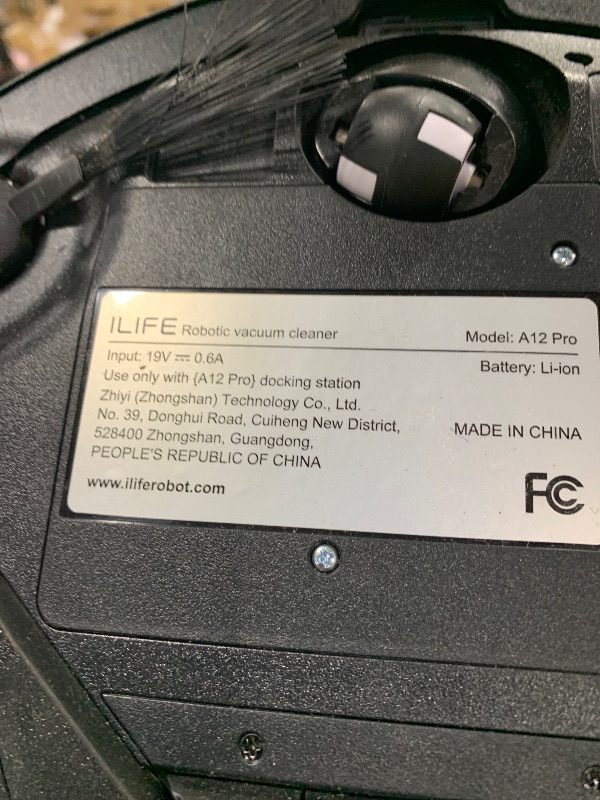 ILIFE Robotic vacuum cleaner Model: A12 Pro
Input: 19V ⎓ 0.6A Battery: Li-ion
Use only with {A12 Pro} docking station
Zhiyi (Zhongshan) Technology Co., Ltd.
No. 39, Donghui Road, Cuiheng New District,
528400 Zhongshan, Guangdong, MADE IN CHINA
PEOPLE'S REPUBLIC OF CHINA
www.iliferobot.com FC